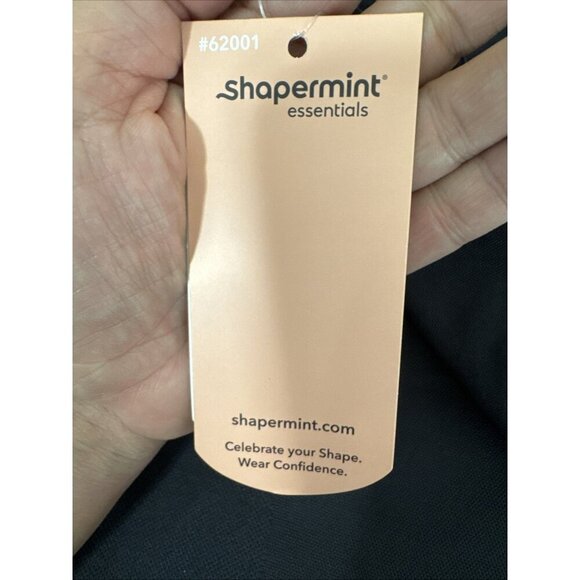 #62001
shapermint®
essentials
shapermint.com
Celebrate your Shape.
Wear Confidence.